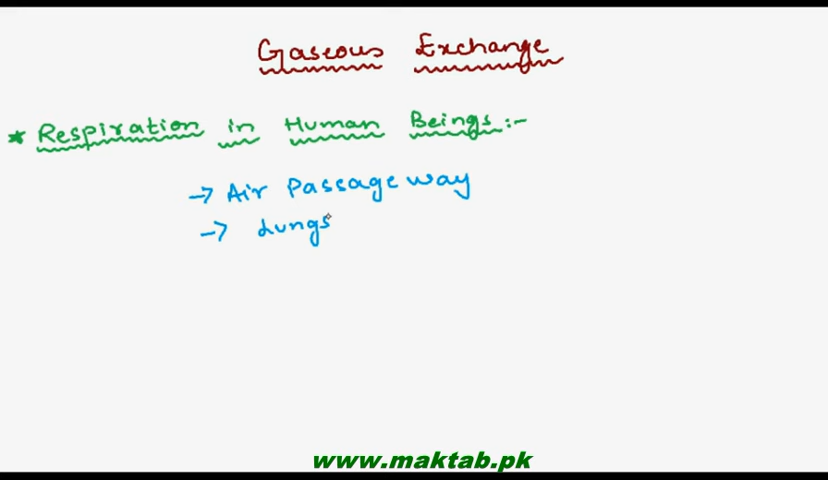 Gaseous Exchange
* Respiration in Human Beings:-
→ Air Passage way
→ Lungs
www.maktab.pk